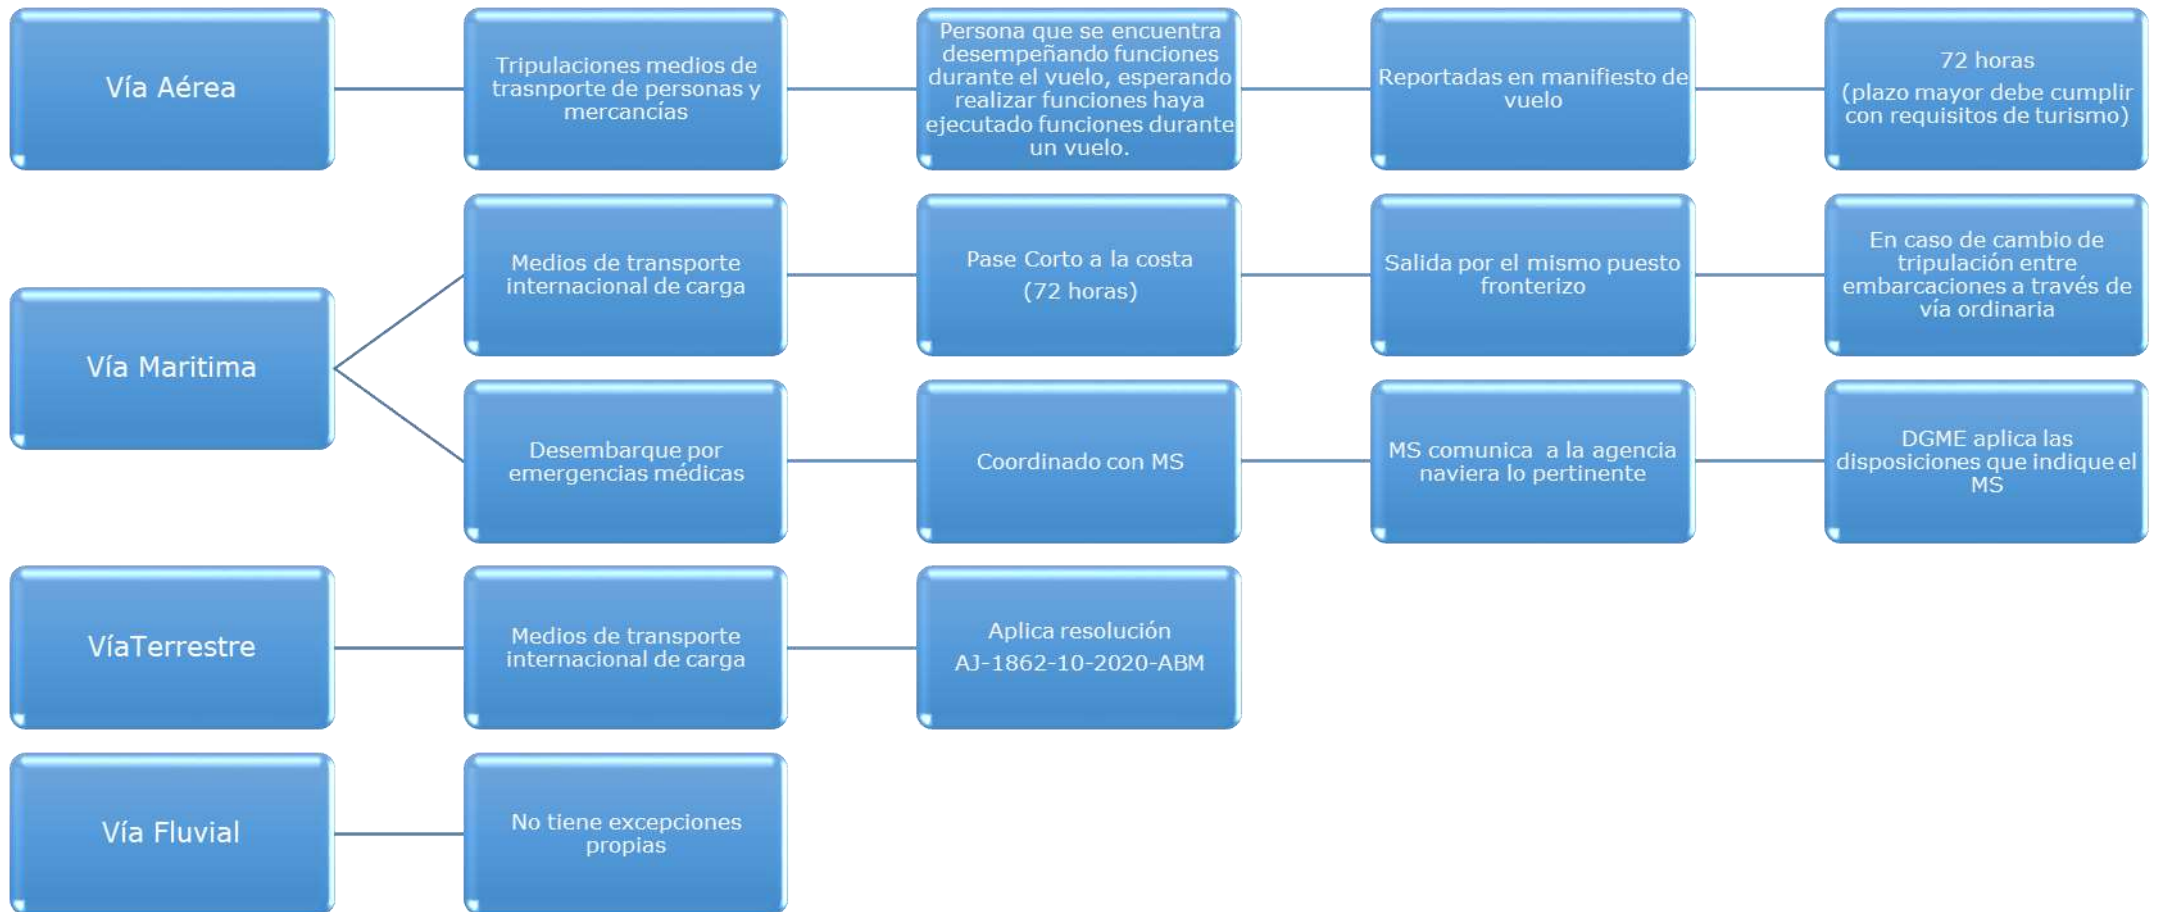 Vía Aérea
Tripulaciones medios de
trasnporte de personas y
mercancías
Persona que se encuentra
desempeñando funciones
durante el vuelo, esperando
realizar funciones haya
ejecutado funciones durante
un vuelo.
Reportadas en manifiesto de
vuelo
72 horas
(plazo mayor debe cumplir
con requisitos de turismo)
Vía Maritima
Medios de transporte
internacional de carga
Pase Corto a la costa
(72 horas)
Salida por el mismo puesto
fronterizo
En caso de cambio de
tripulación entre
embarcaciones a través de
vía ordinaria
Desembarque por
emergencias médicas
Coordinado con MS
MS comunica a la agencia
naviera lo pertinente
DGME aplica las
disposiciones que indique el
MS
VíaTerrestre
Medios de transporte
internacional de carga
Aplica resolución
AJ-1862-10-2020-ABM
Vía Fluvial
No tiene excepciones
propias